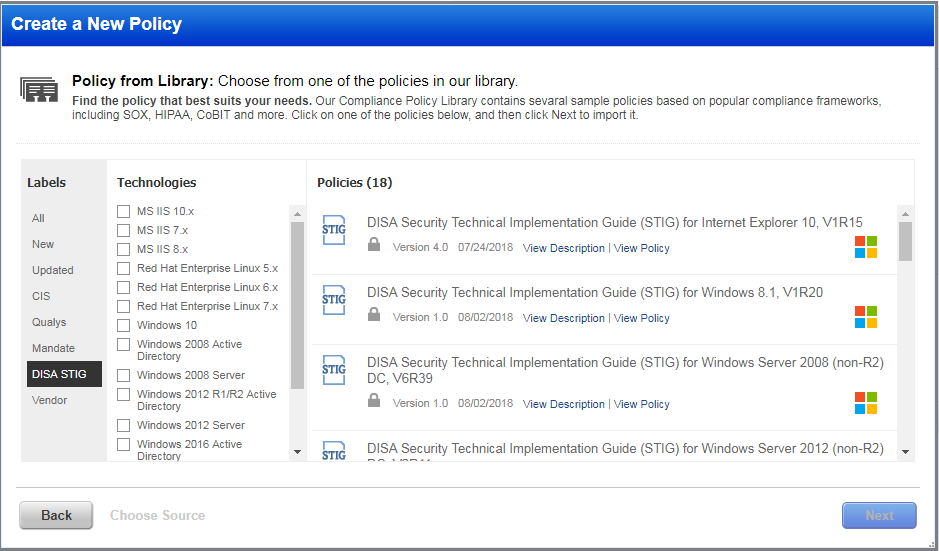 Create a New Policy
Policy from Library: Choose from one of the policies in our library.
Find the policy that best suits your needs. Our Compliance Policy Library contains sevaral sample policies based on popular compliance frameworks,
including SOX, HIPAA, CoBIT and more. Click on one of the policies below, and then click Next to import it.
Labels
All
New
Updated
CIS
Qualys
Mandate
DISA STIG
Vendor
Technologies
MS IIS 10.x
MS IIS 7.x
MS IIS 8.x
Red Hat Enterprise Linux 5.x
Red Hat Enterprise Linux 6.x
Red Hat Enterprise Linux 7.x
Windows 10
Windows 2008 Active
Directory
Windows 2008 Server
Windows 2012 R1/R2 Active
Directory
Windows 2012 Server
Windows 2016 Active
Directory
Policies (18)
STIG
DISA Security Technical Implementation Guide (STIG) for Internet Explorer 10, V1R15
Version 4.0 07/24/2018 View Description | View Policy
STIG
DISA Security Technical Implementation Guide (STIG) for Windows 8.1, V1R20
Version 1.0 08/02/2018 View Description | View Policy
STIG
DISA Security Technical Implementation Guide (STIG) for Windows Server 2008 (non-R2)
DC, V6R39
Version 1.0 08/02/2018 View Description | View Policy
STIG
DISA Security Technical Implementation Guide (STIG) for Windows Server 2012 (non-R2)
Back
Choose Source
Next